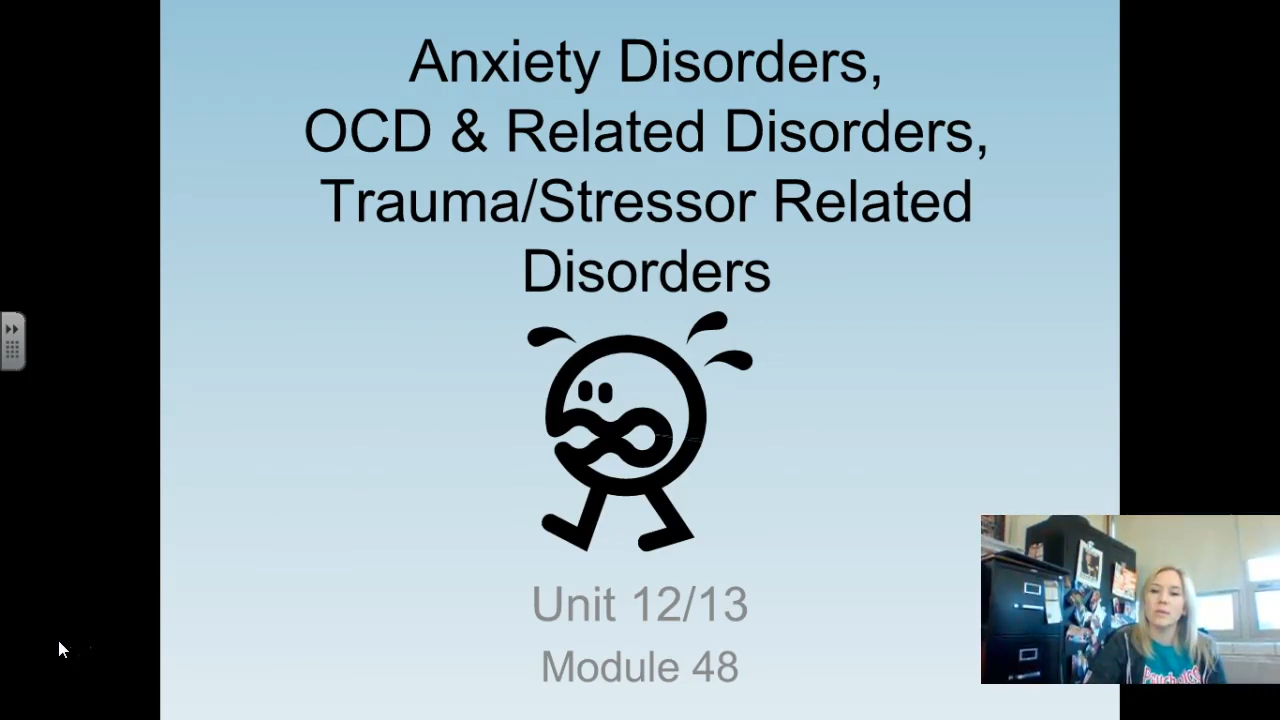 Anxiety Disorders,
OCD & Related Disorders,
Trauma/Stressor Related
Disorders
Unit 12/13
Module 48